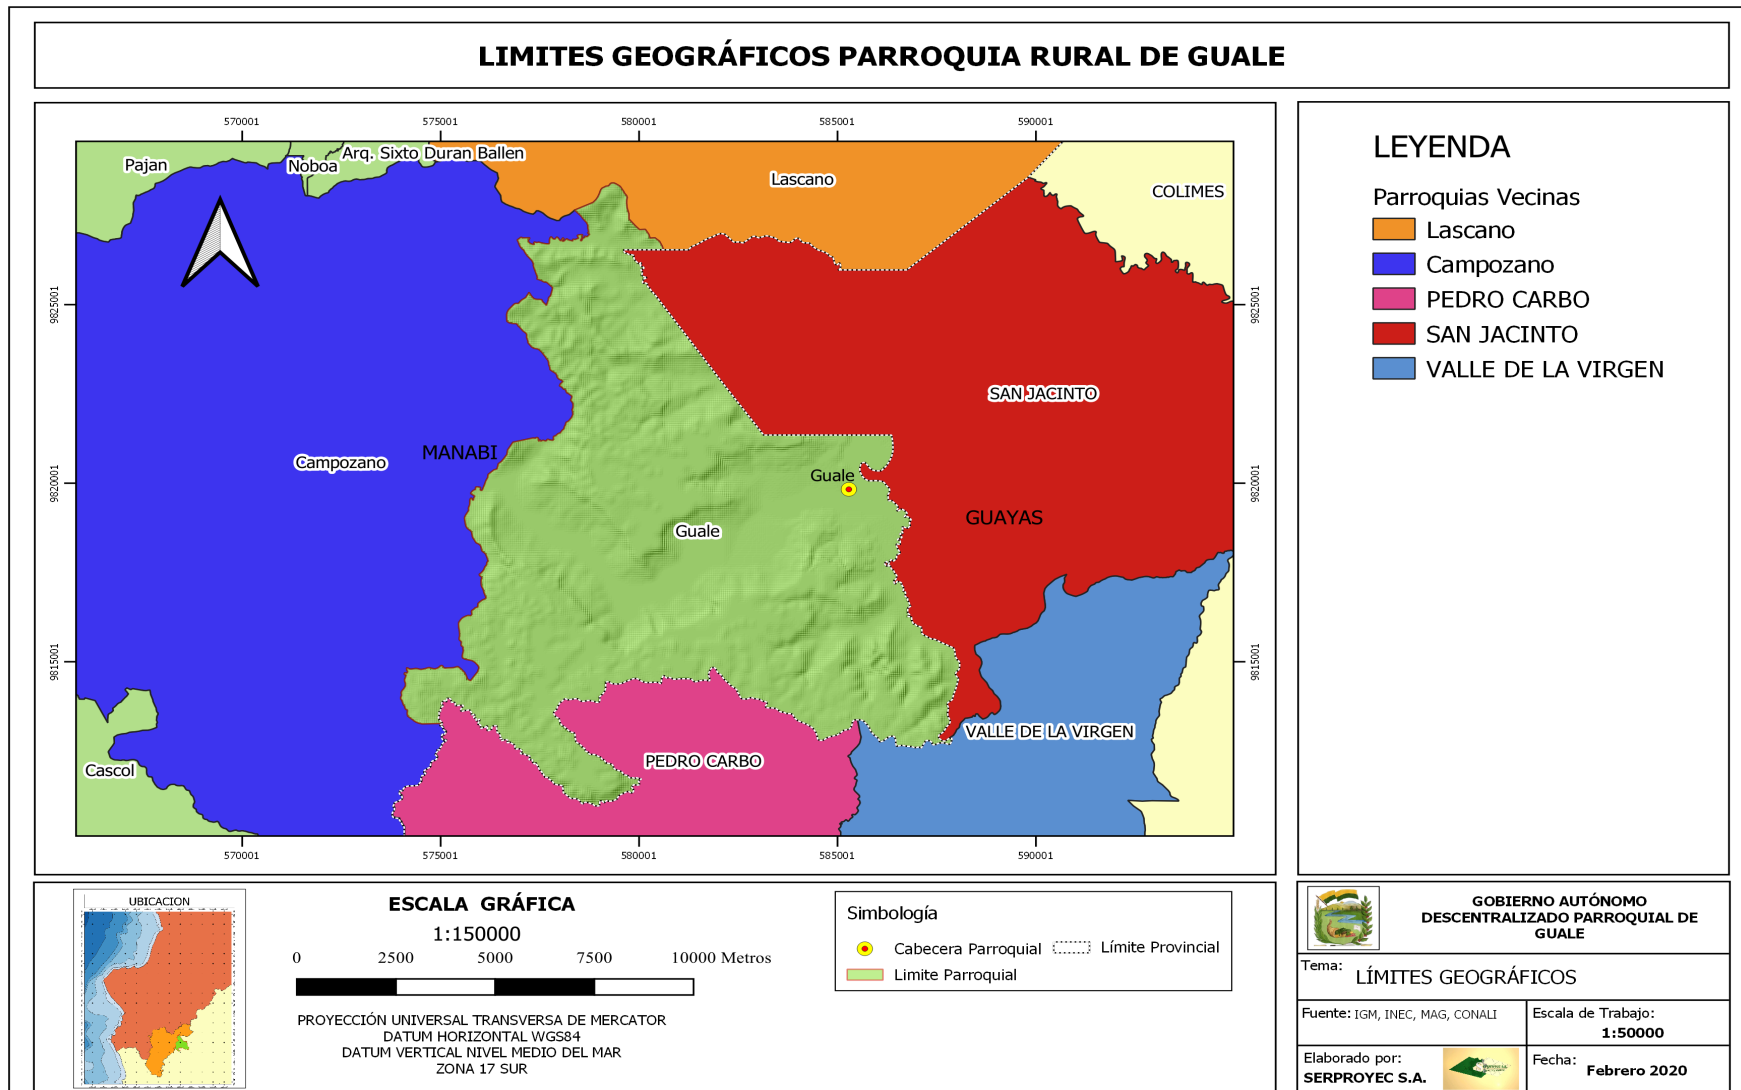 LIMITES GEOGRÁFICOS PARROQUIA RURAL DE GUALE
570001 575001 580001 585001 590001
Pajan
Noboa
Arq. Sixto Duran Ballen
Lascano
COLIMES
9825001
9825001
SAN JACINTO
Campozano
MANABI
Guale
9820001
9820001
GUAYAS
Guale
9815001
9815001
VALLE DE LA VIRGEN
PEDRO CARBO
Cascol
570001 575001 580001 585001 590001
LEYENDA
Parroquias Vecinas
Lascano
Campozano
PEDRO CARBO
SAN JACINTO
VALLE DE LA VIRGEN
UBICACION
ESCALA GRÁFICA
1:150000
0 2500 5000 7500 10000 Metros
PROYECCIÓN UNIVERSAL TRANSVERSA DE MERCATOR
DATUM HORIZONTAL WGS84
DATUM VERTICAL NIVEL MEDIO DEL MAR
ZONA 17 SUR
Simbología
Cabecera Parroquial
Límite Provincial
Limite Parroquial
GOBIERNO AUTÓNOMO
DESCENTRALIZADO PARROQUIAL DE
GUALE
Tema:
LÍMITES GEOGRÁFICOS
Fuente: IGM, INEC, MAG, CONALI
Escala de Trabajo:
1:50000
Elaborado por:
SERPROYEC S.A.
Fecha:
Febrero 2020